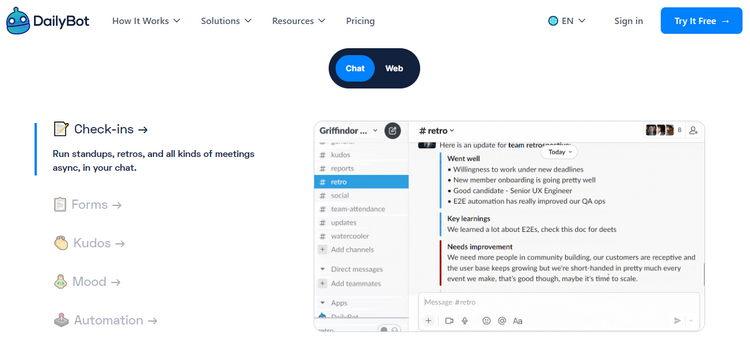 DailyBot
How It Works
Solutions
Resources
Pricing
EN
Sign in
Try It Free →
Chat
Web
Check-ins →
Run standups, retros, and all kinds of meetings
async, in your chat.
Forms →
Kudos →
Mood →
Automation →
Griffindor ...
# general
# kudos
# reports
# retro
# social
# team-attendance
# updates
# watercooler
+ Add channels
Direct messages
+ Add teammates
Apps
DailyBot
retro
# retro
8
Here is an update for team retrospective:
Today
Went well
• Willingness to work under new deadlines
• New member onboarding is going pretty well
• Good candidate - Senior UX Engineer
• E2E automation has really improved our QA ops
Key learnings
We learned a lot about E2Es, check this doc for deets
Needs improvement
We need more people in community building, our customers are receptive and
the user base keeps growing but we're short-handed in pretty much every
event we make, that's good though, maybe it's time to scale.
Message #retro
+
@
Aa